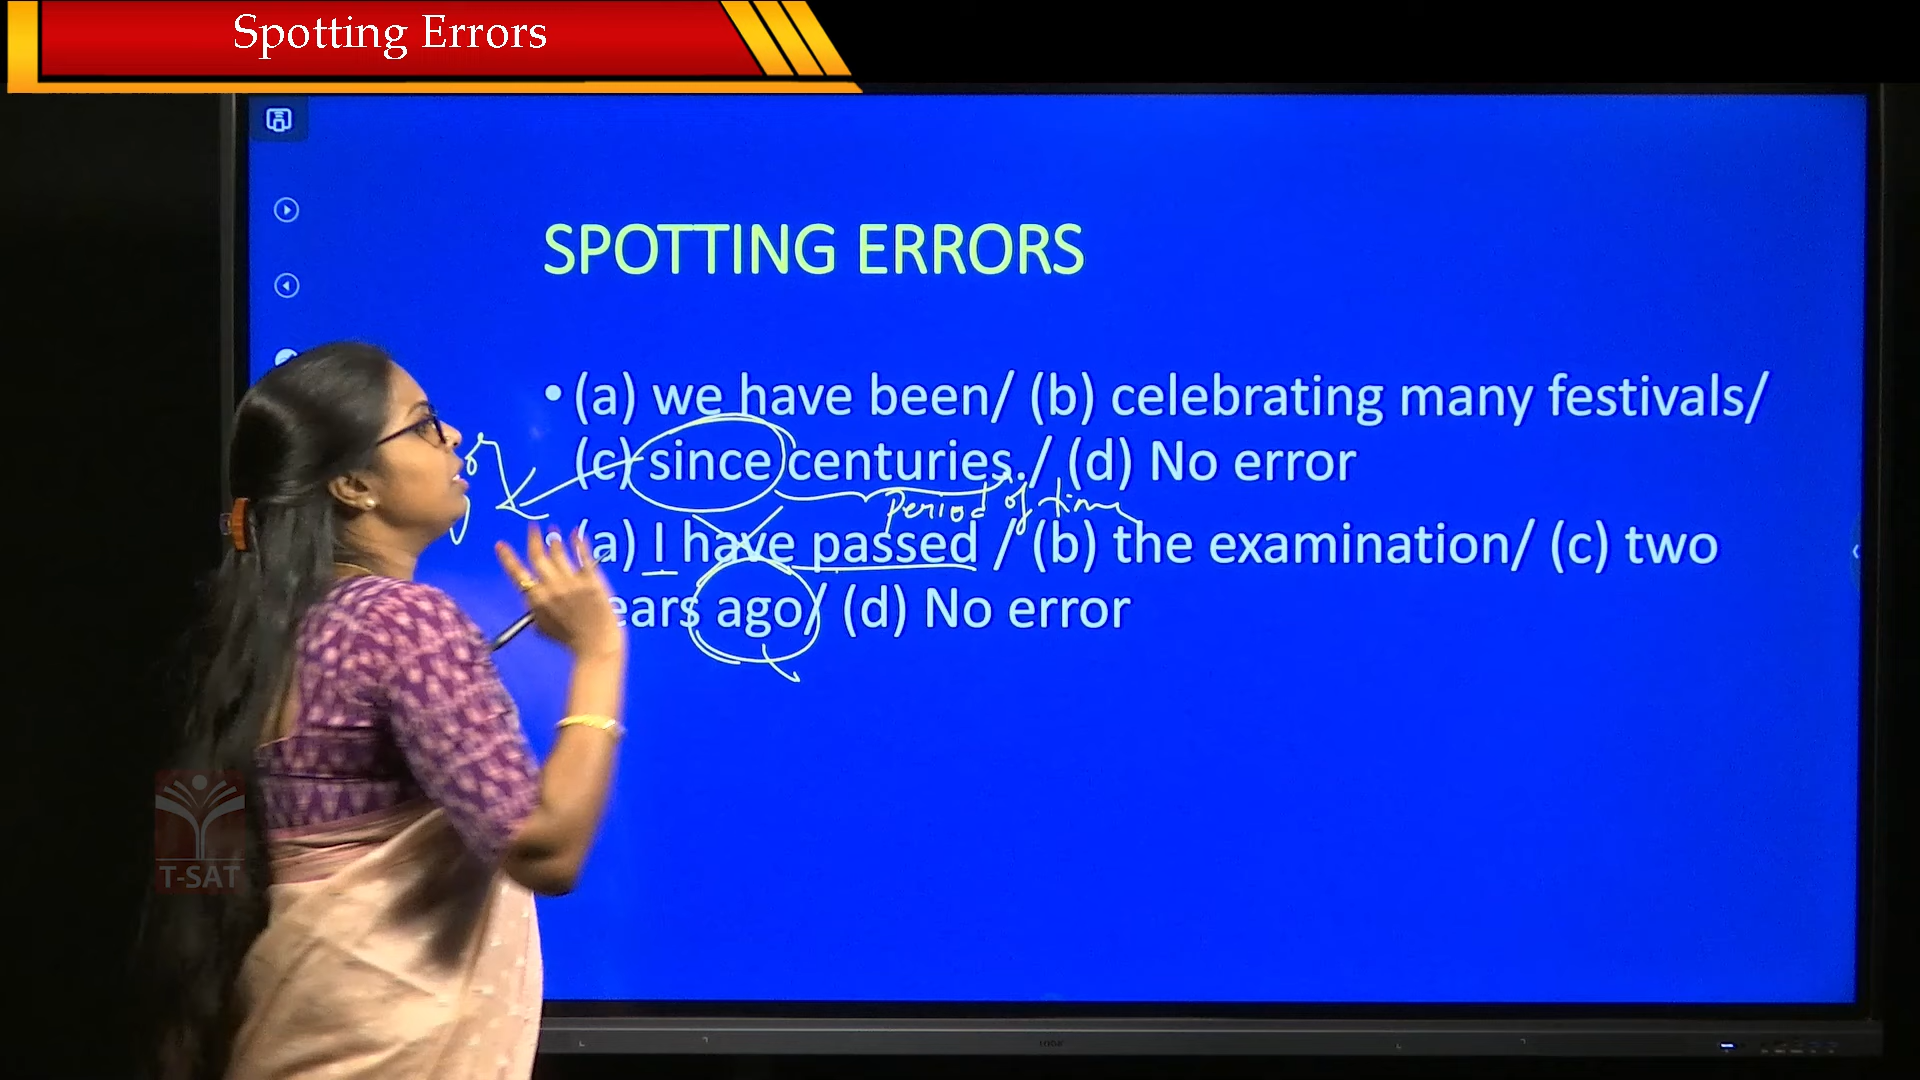 Spotting Errors
SPOTTING ERRORS
• (a) we have been/ (b) celebrating many festivals/
(c) since centuries./ (d) No error
Period of time
(a) I have passed / (b) the examination/ (c) two
ears ago/ (d) No error
T-SAT